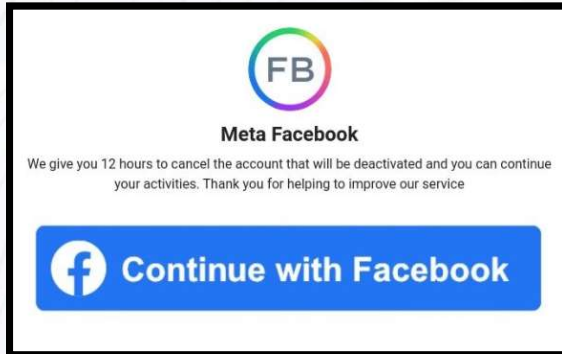 FB
Meta Facebook
We give you 12 hours to cancel the account that will be deactivated and you can continue
your activities. Thank you for helping to improve our service
Continue with Facebook